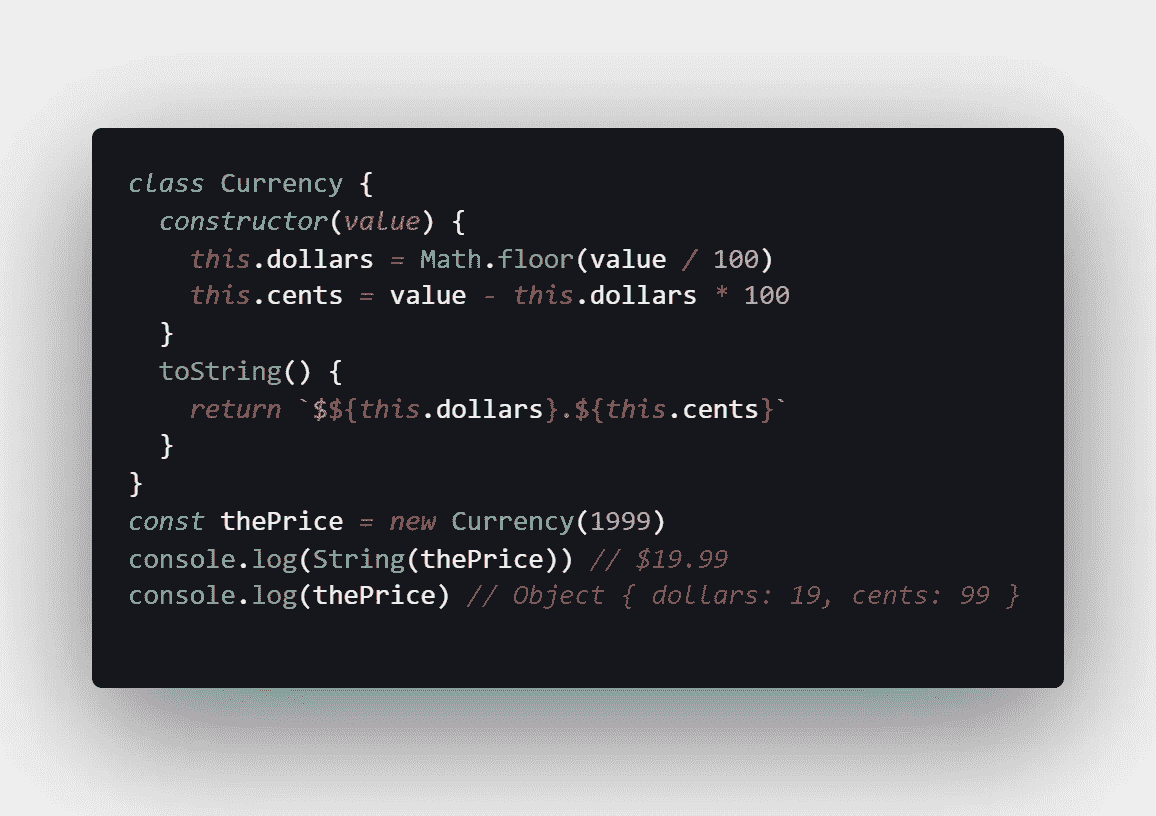 class Currency {
  constructor(value) {
    this.dollars = Math.floor(value / 100)
    this.cents = value - this.dollars * 100
  }
  toString() {
    return `$${this.dollars}.${this.cents}`
  }
}
const thePrice = new Currency(1999)
console.log(String(thePrice)) // $19.99
console.log(thePrice) // Object { dollars: 19, cents: 99 }